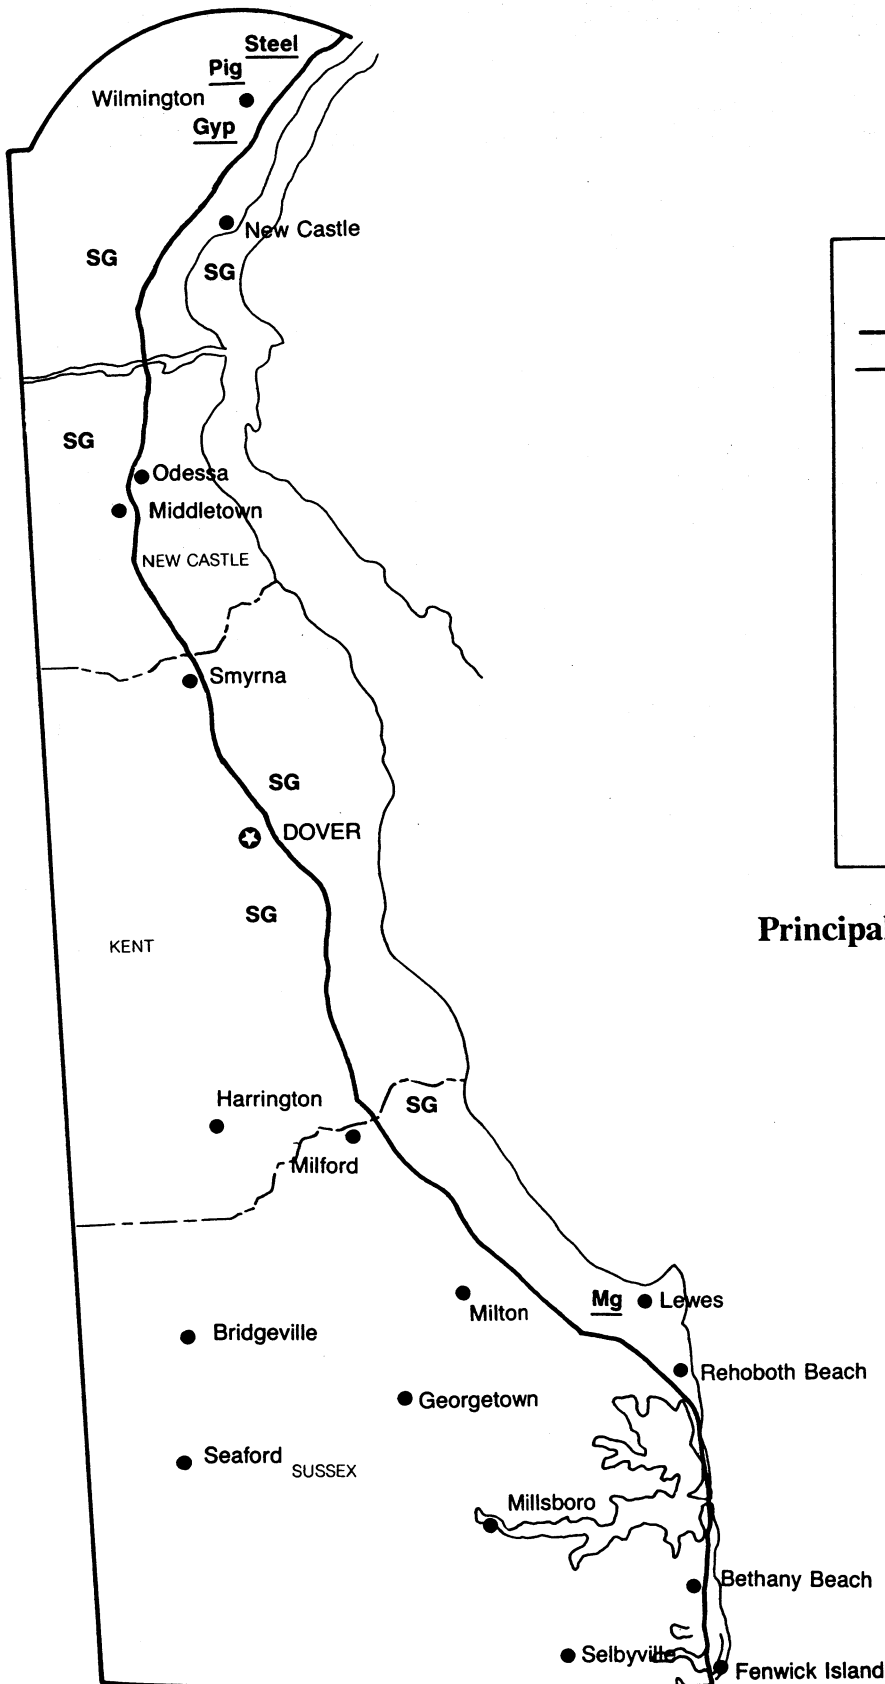 Steel
Pig
Wilmington
Gyp
New Castle
SG
SG
SG
Odessa
Middletown
NEW CASTLE
Smyrna
SG
DOVER
SG
Principal
KENT
Harrington
SG
Milford
Milton
Mg
Lewes
Bridgeville
Rehoboth Beach
Georgetown
Seaford
SUSSEX
Millsboro
Bethany Beach
Selbyville
Fenwick Island